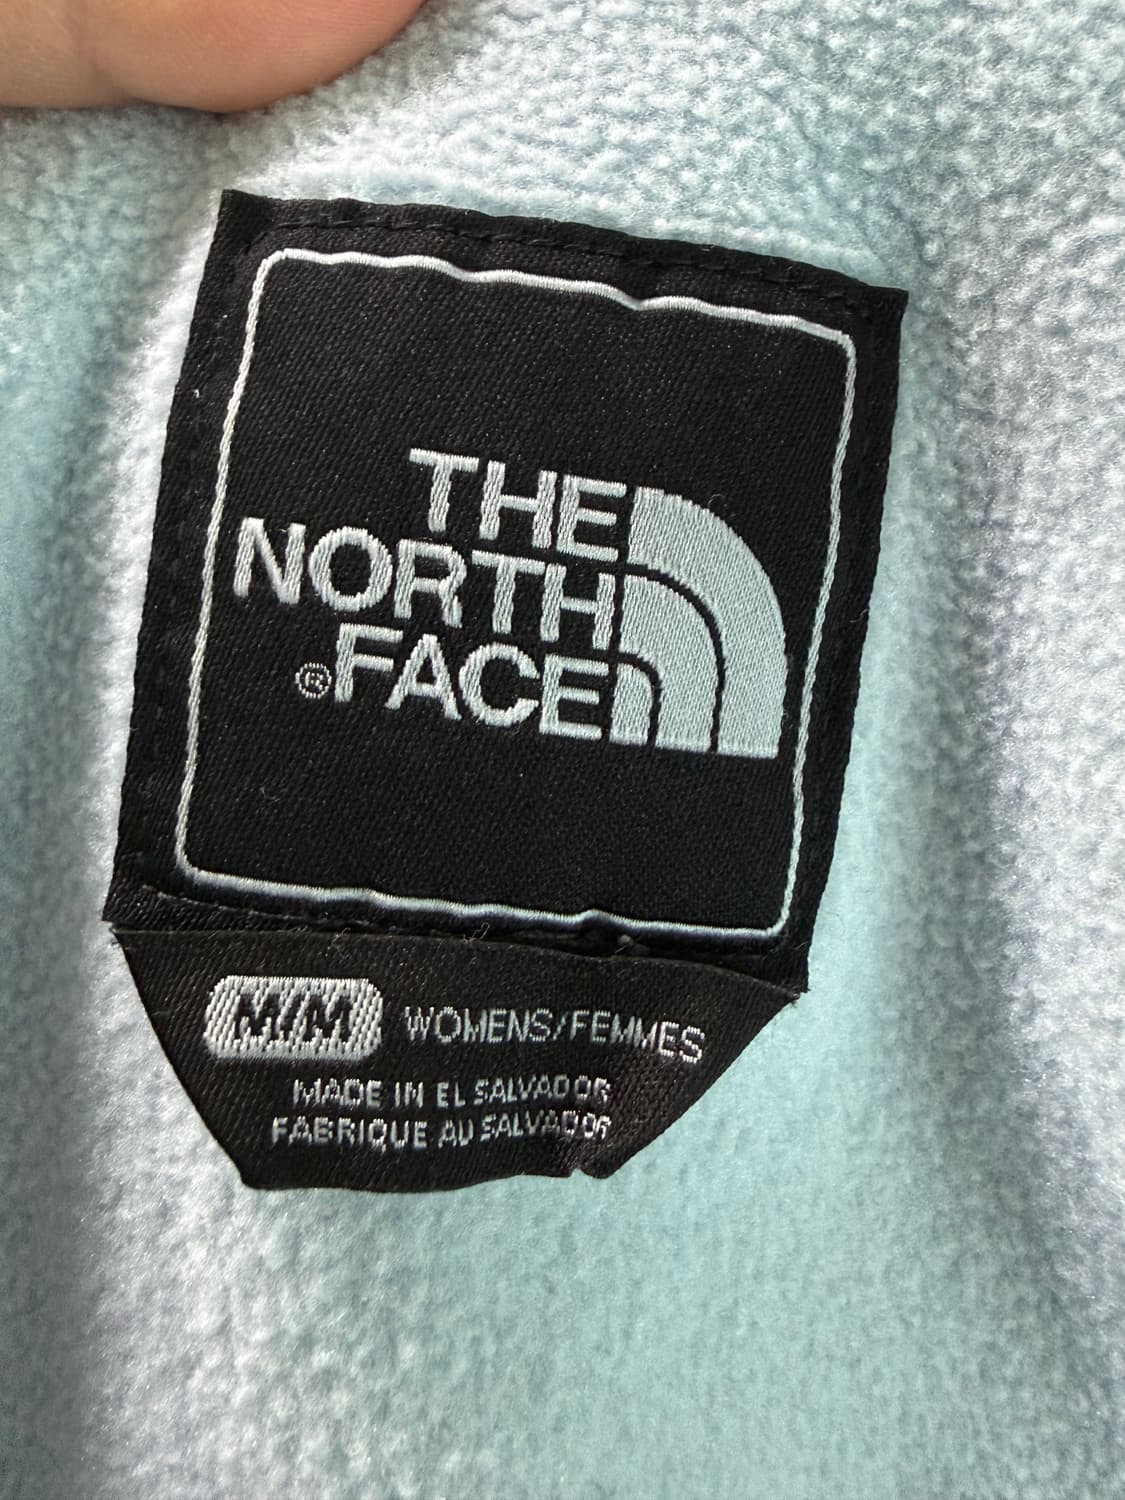 THE
NORTH
®FACE
M/M WOMENS/FEMMES
MADE IN EL SALVADOR
FABRIQUE AU SALVADOR